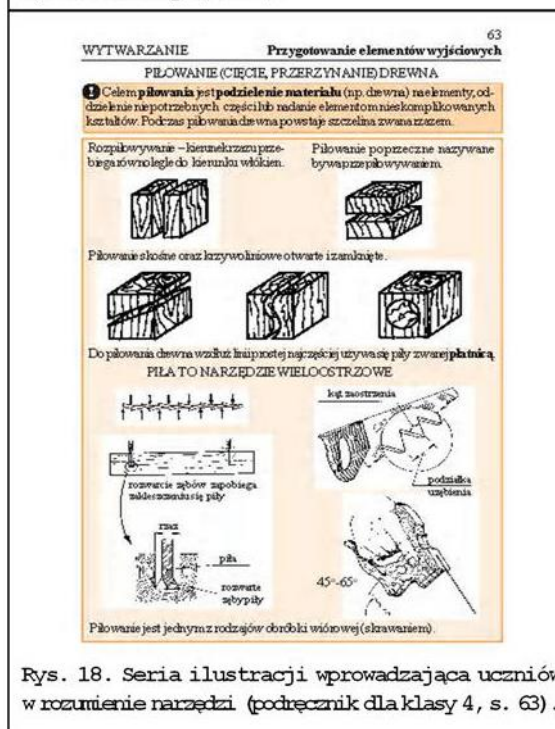 63
WYTWARZANIE Przygotowanie elementów wyjściowych
PIŁOWANIE (CIĘCIE, PRZERZYNANIE) DREWNA
Celem piłowania jest podzielenie materiału (np. drewna) na elementy, od-
dzielenie niepotrzebnych części lub nadanie elementom nieskomplikowanych
kształtów. Podczas piłowania drewna powstaje szczelina zwana rzazem.
Rozpiłowywanie – kierunek rzazu prze-
biega równolegle do kierunku włókien.
Piłowanie poprzeczne nazywane
bywa przepiłowywaniem.
Piłowanie skośne oraz krzywoliniowe otwarte i zamknięte.
Do piłowania drewna wzdłuż linii prostej najczęściej używa się piły zwanej płatnicą.
PIŁA TO NARZĘDZIE WIELOOSTRZOWE
kąt zaostrzenia
podziałka
uzębienia
rozwarcie zębów zapobiega
zakleszczeniu się piły
rzaz
piła
rozwarte
zęby piły
45°-65°
Piłowanie jest jednym z rodzajów obróbki wiórowej (skrawaniem).
Rys. 18. Seria ilustracji wprowadzająca uczniów
w rozumienie narzędzi (podręcznik dla klasy 4, s. 63).